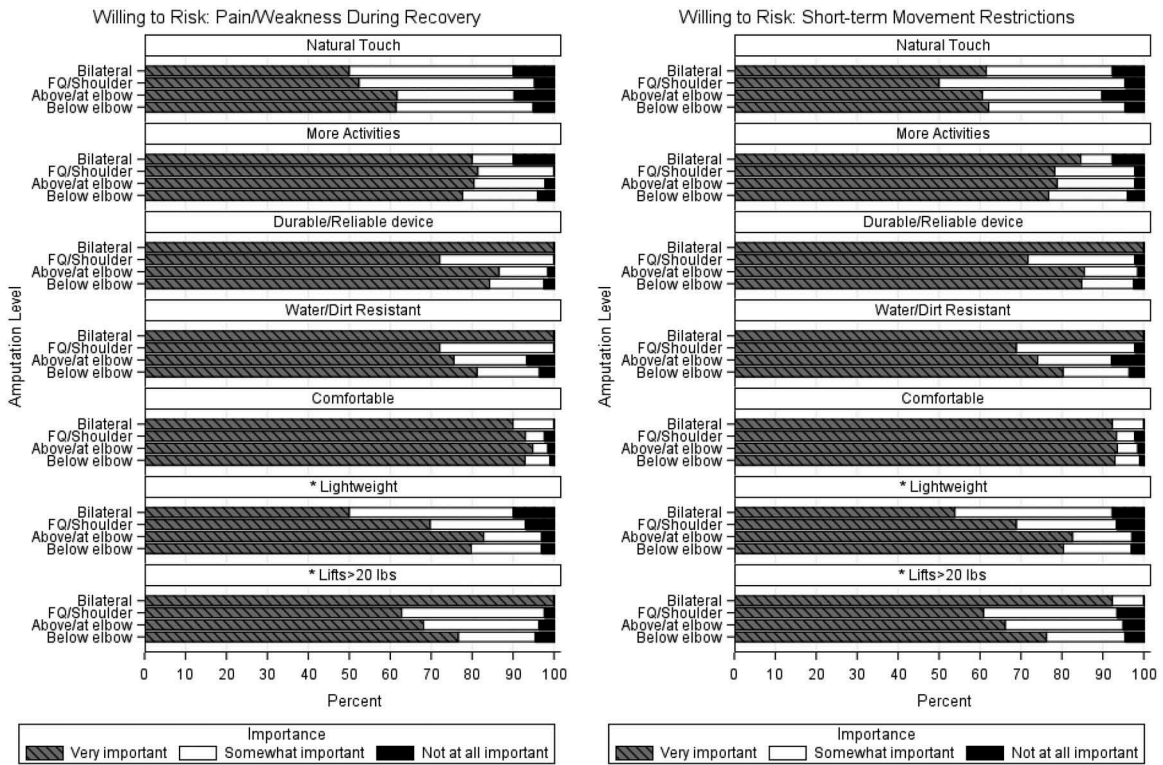 Willing to Risk: Pain/Weakness During Recovery
Natural Touch
Bilateral
FQ/Shoulder
Above/at elbow
Below elbow
More Activities
Bilateral
FQ/Shoulder
Above/at elbow
Below elbow
Durable/Reliable device
Bilateral
FQ/Shoulder
Above/at elbow
Below elbow
Water/Dirt Resistant
Bilateral
FQ/Shoulder
Above/at elbow
Below elbow
Comfortable
Bilateral
FQ/Shoulder
Above/at elbow
Below elbow
* Lightweight
Bilateral
FQ/Shoulder
Above/at elbow
Below elbow
* Lifts>20 lbs
Bilateral
FQ/Shoulder
Above/at elbow
Below elbow
Amputation Level
0 10 20 30 40 50 60 70 80 90 100
Percent
Importance
Very important Somewhat important Not at all important
Willing to Risk: Short-term Movement Restrictions
Natural Touch
Bilateral
FQ/Shoulder
Above/at elbow
Below elbow
More Activities
Bilateral
FQ/Shoulder
Above/at elbow
Below elbow
Durable/Reliable device
Bilateral
FQ/Shoulder
Above/at elbow
Below elbow
Water/Dirt Resistant
Bilateral
FQ/Shoulder
Above/at elbow
Below elbow
Comfortable
Bilateral
FQ/Shoulder
Above/at elbow
Below elbow
* Lightweight
Bilateral
FQ/Shoulder
Above/at elbow
Below elbow
* Lifts>20 lbs
Bilateral
FQ/Shoulder
Above/at elbow
Below elbow
Amputation Level
0 10 20 30 40 50 60 70 80 90 100
Percent
Importance
Very important Somewhat important Not at all important